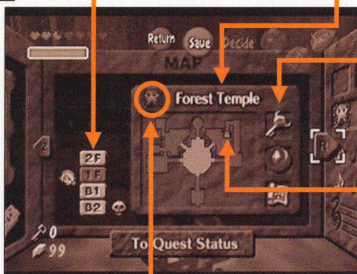 Return Save Decide
MAP
Forest Temple
Z
R
2F
1F
B1
B2
0
99
To Quest Status